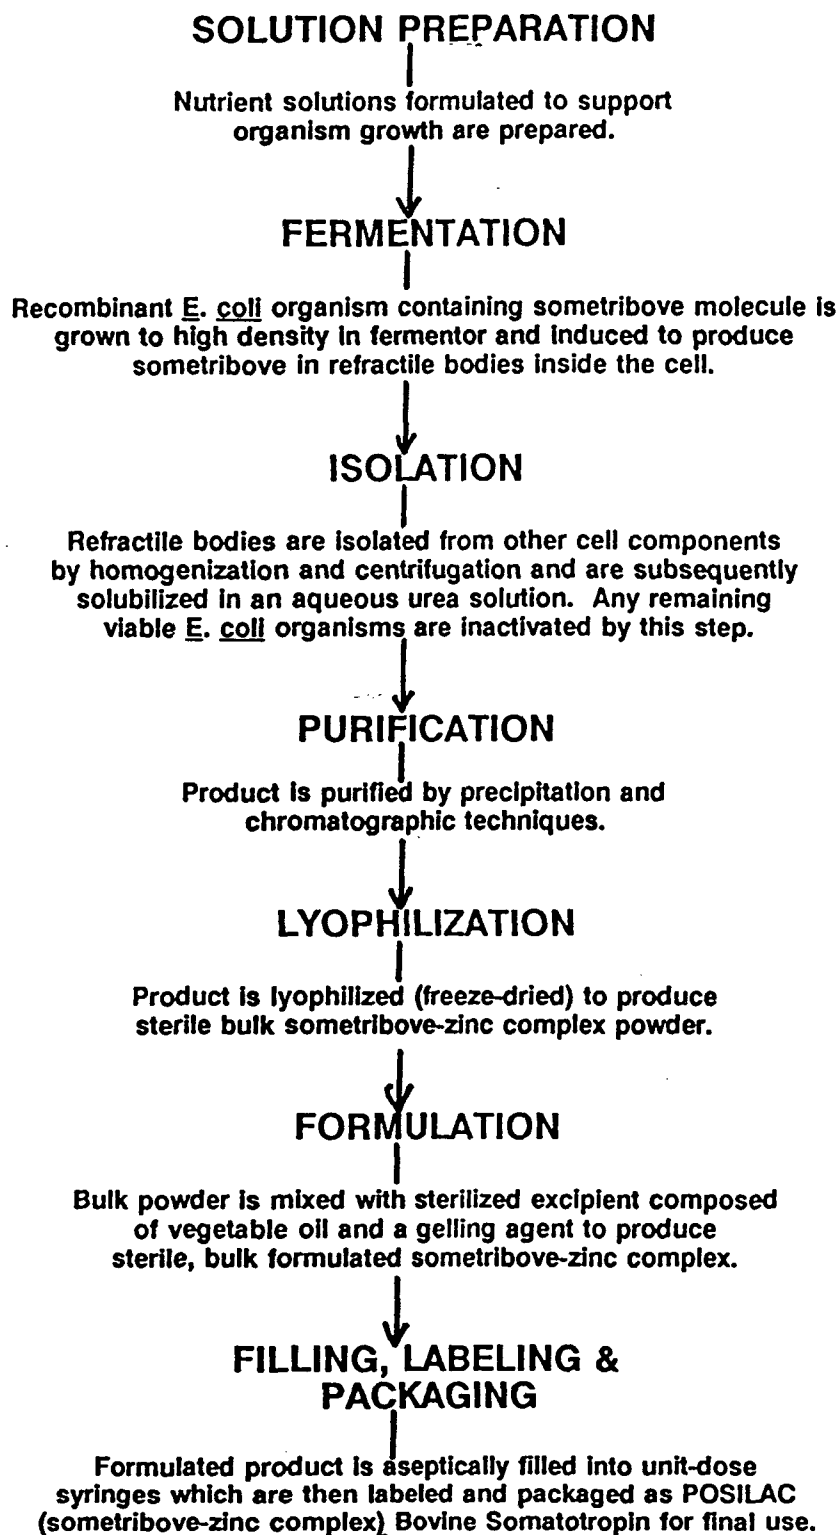 SOLUTION PREPARATION
Nutrient solutions formulated to support
organism growth are prepared.
FERMENTATION
Recombinant E. coli organism containing sometribove molecule is
grown to high density in fermentor and induced to produce
sometribove in refractile bodies inside the cell.
ISOLATION
Refractile bodies are isolated from other cell components
by homogenization and centrifugation and are subsequently
solubilized in an aqueous urea solution.  Any remaining
viable E. coli organisms are inactivated by this step.
PURIFICATION
Product is purified by precipitation and
chromatographic techniques.
LYOPHILIZATION
Product is lyophilized (freeze-dried) to produce
sterile bulk sometribove-zinc complex powder.
FORMULATION
Bulk powder is mixed with sterilized excipient composed
of vegetable oil and a gelling agent to produce
sterile, bulk formulated sometribove-zinc complex.
FILLING, LABELING &
PACKAGING
Formulated product is aseptically filled into unit-dose
syringes which are then labeled and packaged as POSILAC
(sometribove-zinc complex) Bovine Somatotropin for final use.